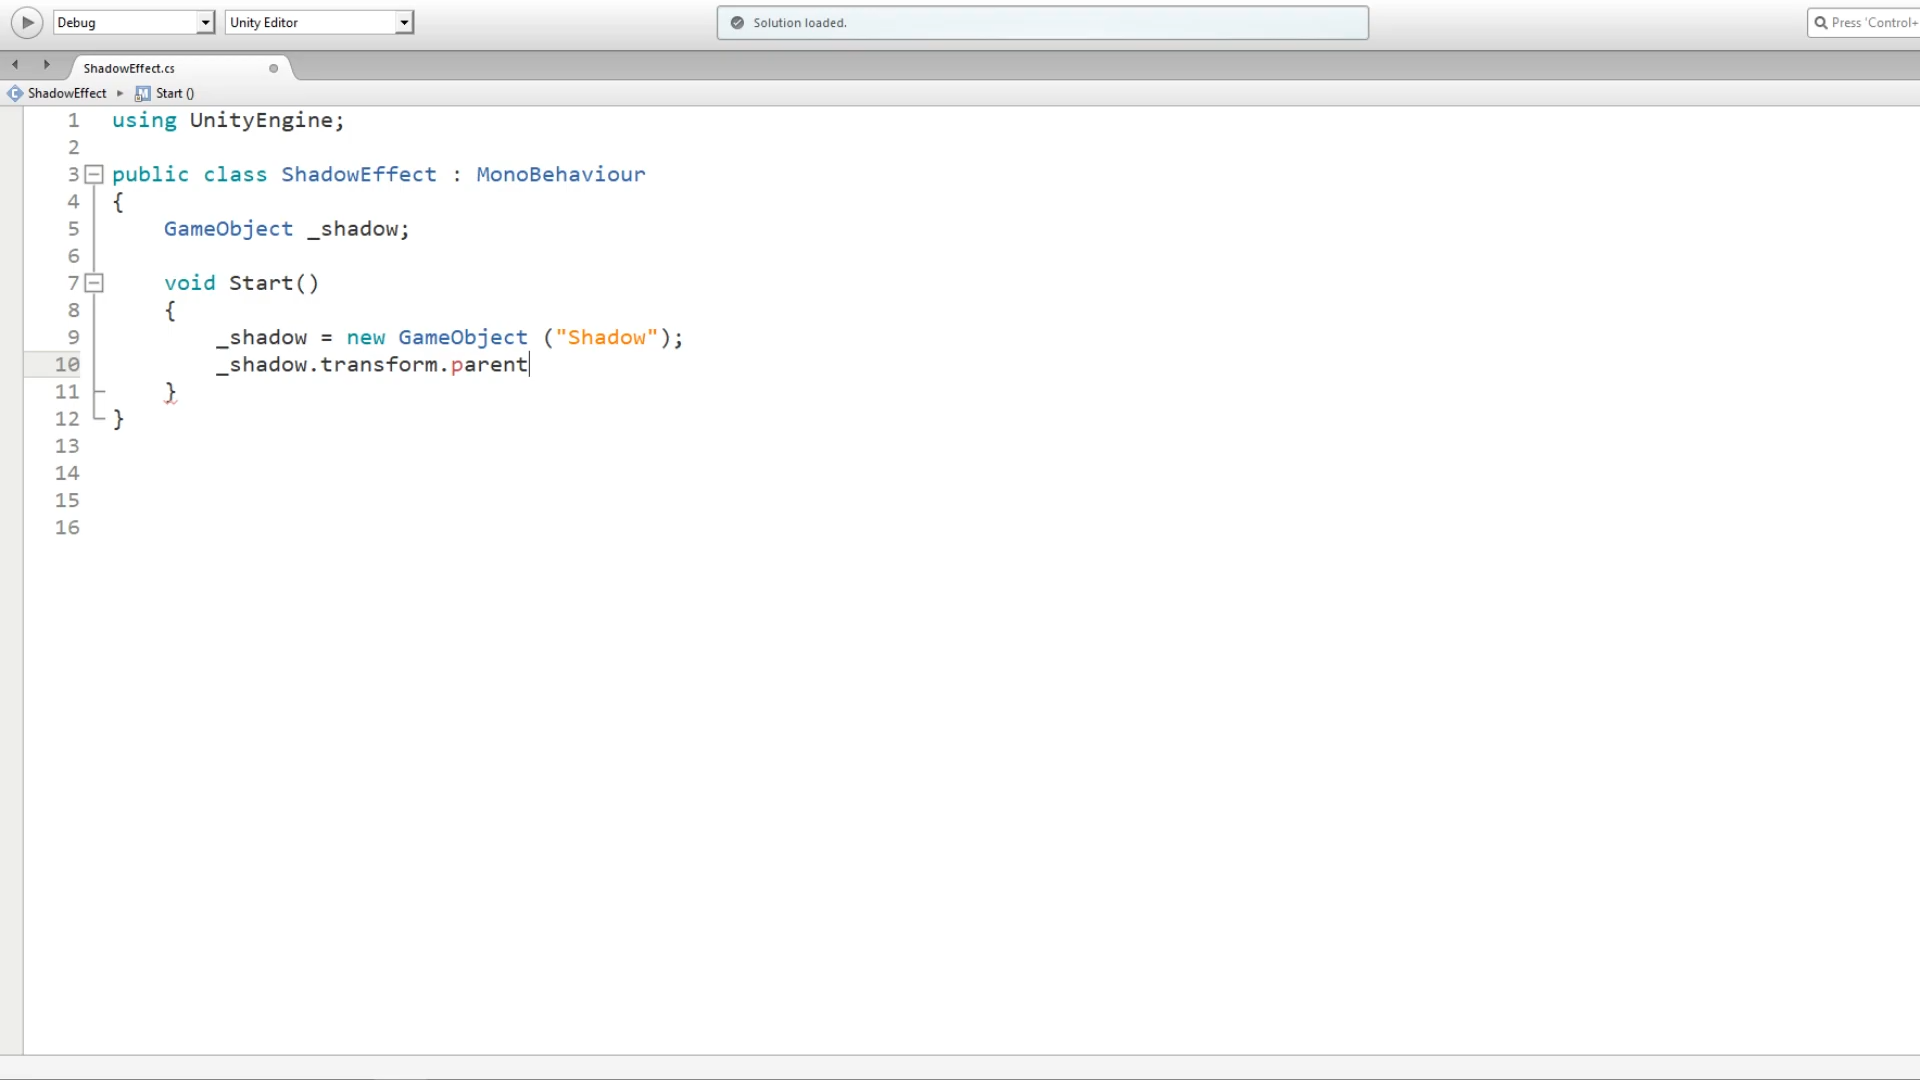 Debug Unity Editor Solution loaded. Press 'Control+
ShadowEffect.cs
ShadowEffect Start ()
1 using UnityEngine;
2
3 public class ShadowEffect : MonoBehaviour
4 {
5 GameObject _shadow;
6
7 void Start()
8 {
9 _shadow = new GameObject ("Shadow");
10 _shadow.transform.parent
11 }
12 }
13
14
15
16